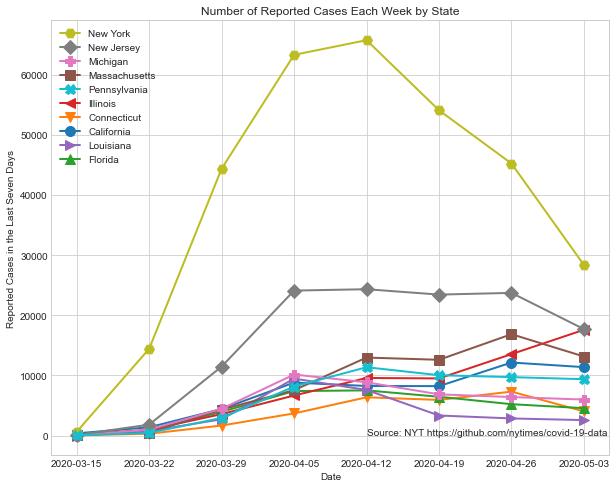 Number of Reported Cases Each Week by State
New York
New Jersey
Michigan
Massachusetts
Pennsylvania
Illinois
Connecticut
California
Louisiana
Florida
Reported Cases in the Last Seven Days
60000
50000
40000
30000
20000
10000
0
Source: NYT https://github.com/nytimes/covid-19-data
2020-03-15 2020-03-22 2020-03-29 2020-04-05 2020-04-12 2020-04-19 2020-04-26 2020-05-03
Date